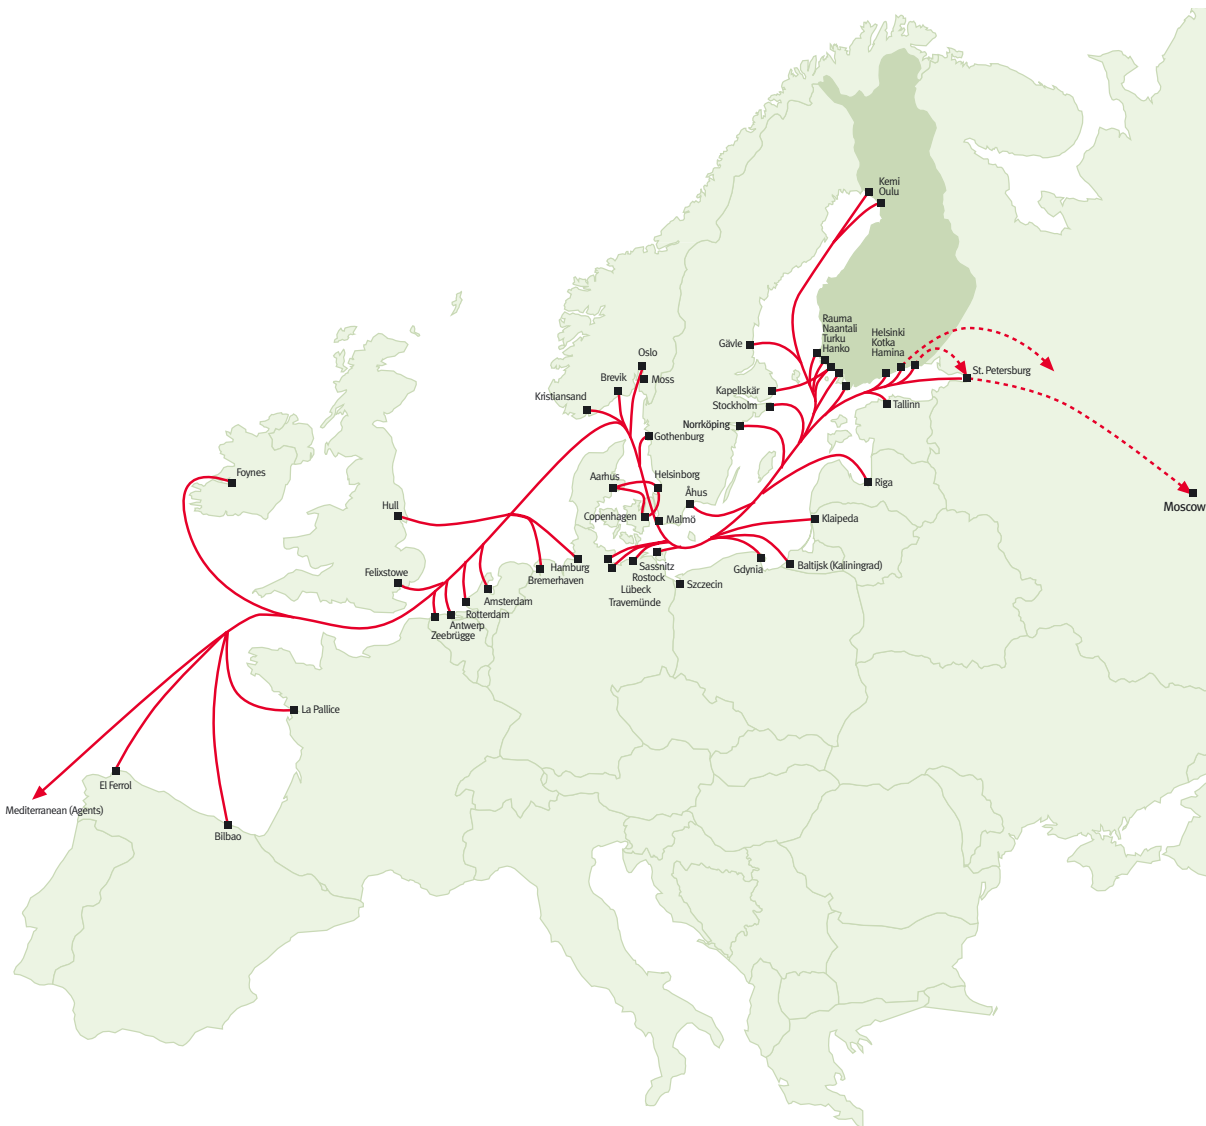 Kemi
Oulu
Rauma
Naantali
Turku
Hanko
Helsinki
Kotka
Hamina
Gävle
Oslo
Moss
Brevik
Kristiansand
Kapellskär
Stockholm
Norrköping
St. Petersburg
Tallinn
Gothenburg
Foynes
Aarhus
Helsinborg
Åhus
Riga
Moscow
Hull
Copenhagen
Malmö
Klaipeda
Felixstowe
Hamburg
Bremerhaven
Sassnitz
Rostock
Lübeck
Travemünde
Szczecin
Gdynia
Baltijsk (Kaliningrad)
Amsterdam
Rotterdam
Antwerp
Zeebrügge
La Pallice
El Ferrol
Mediterranean (Agents)
Bilbao